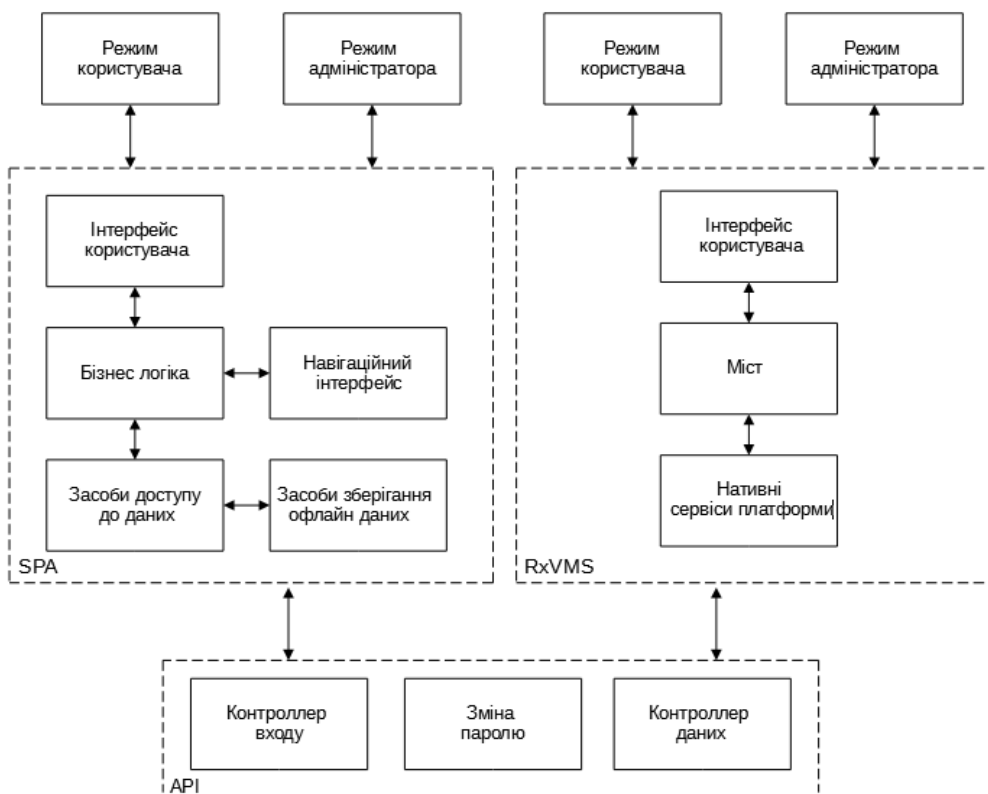 Режим
користувача
Режим
адміністратора
Режим
користувача
Режим
адміністратора
Інтерфейс
користувача
Бізнес логіка
Навігаційний
інтерфейс
Засоби доступу
до даних
Засоби зберігання
офлайн даних
SPA
Інтерфейс
користувача
Міст
Нативні
сервіси платформи
RxVMS
Контроллер
входу
Зміна
паролю
Контроллер
даних
API